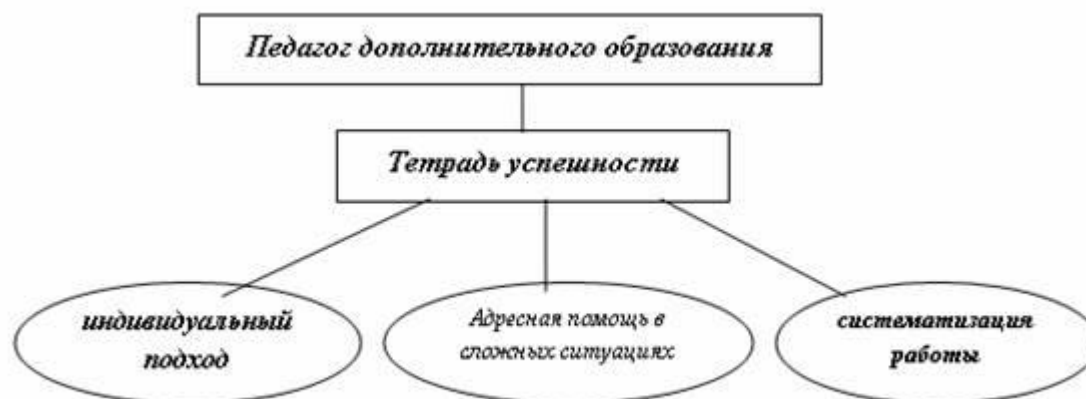 Педагог дополнительного образования
Тетрадь успешности
индивидуальный
подход
Адресная помощь в
сложных ситуациях
систематизация
работы